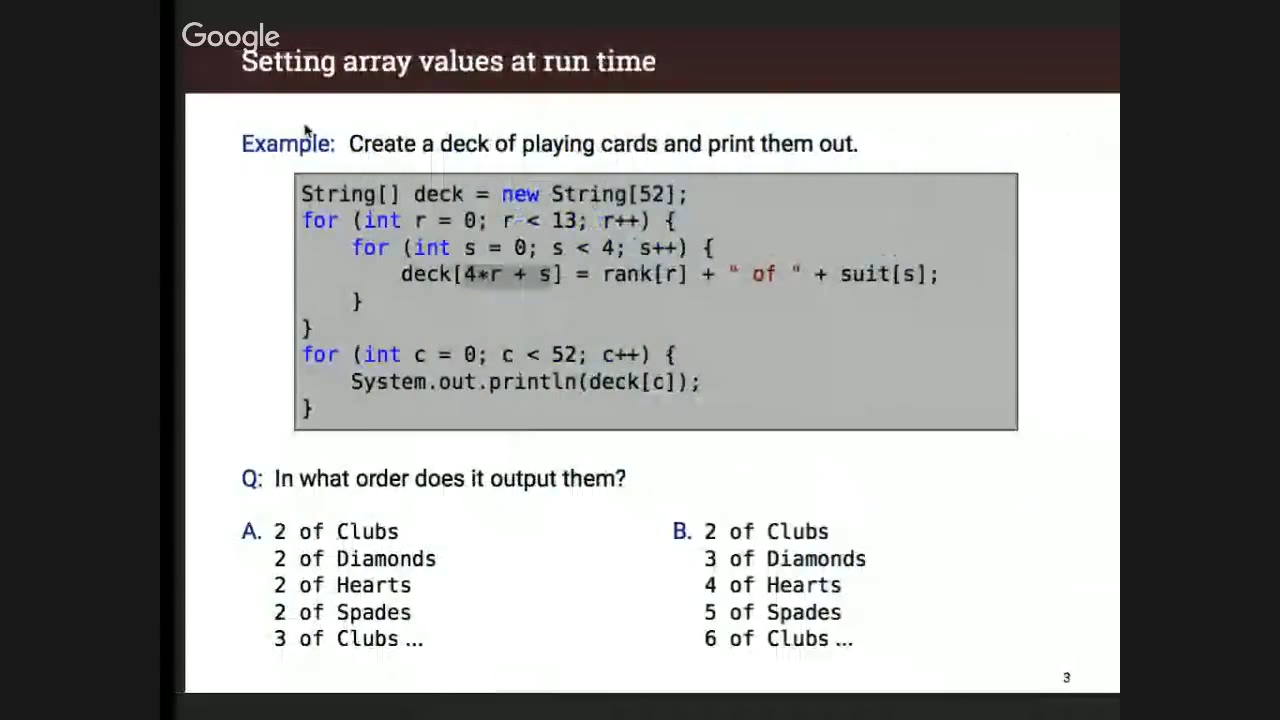 Google
Setting array values at run time
Example: Create a deck of playing cards and print them out.
String[] deck = new String[52];
for (int r = 0; r < 13; r++) {
for (int s = 0; s < 4; s++) {
deck[4*r + s] = rank[r] + " of " + suit[s];
}
}
for (int c = 0; c < 52; c++) {
System.out.println(deck[c]);
}
Q: In what order does it output them?
A. 2 of Clubs
2 of Diamonds
2 of Hearts
2 of Spades
3 of Clubs ...
B. 2 of Clubs
3 of Diamonds
4 of Hearts
5 of Spades
6 of Clubs ...
3